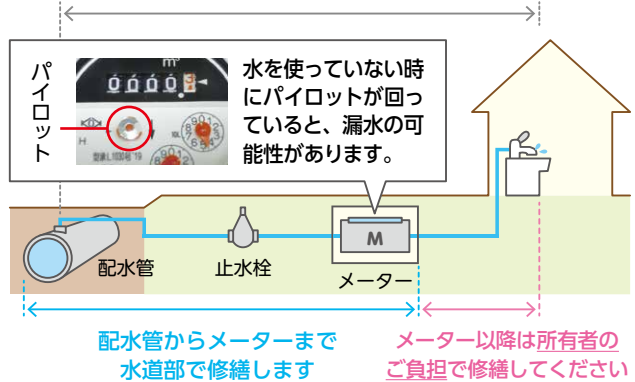 パイロット
m³
0000
水を使っていない時
にパイロットが回っ
ていると、漏水の可
能性があります。
配水管
止水栓
M
メーター
配水管からメーターまで
水道部で修繕します
メーター以降は所有者の
ご負担で修繕してください